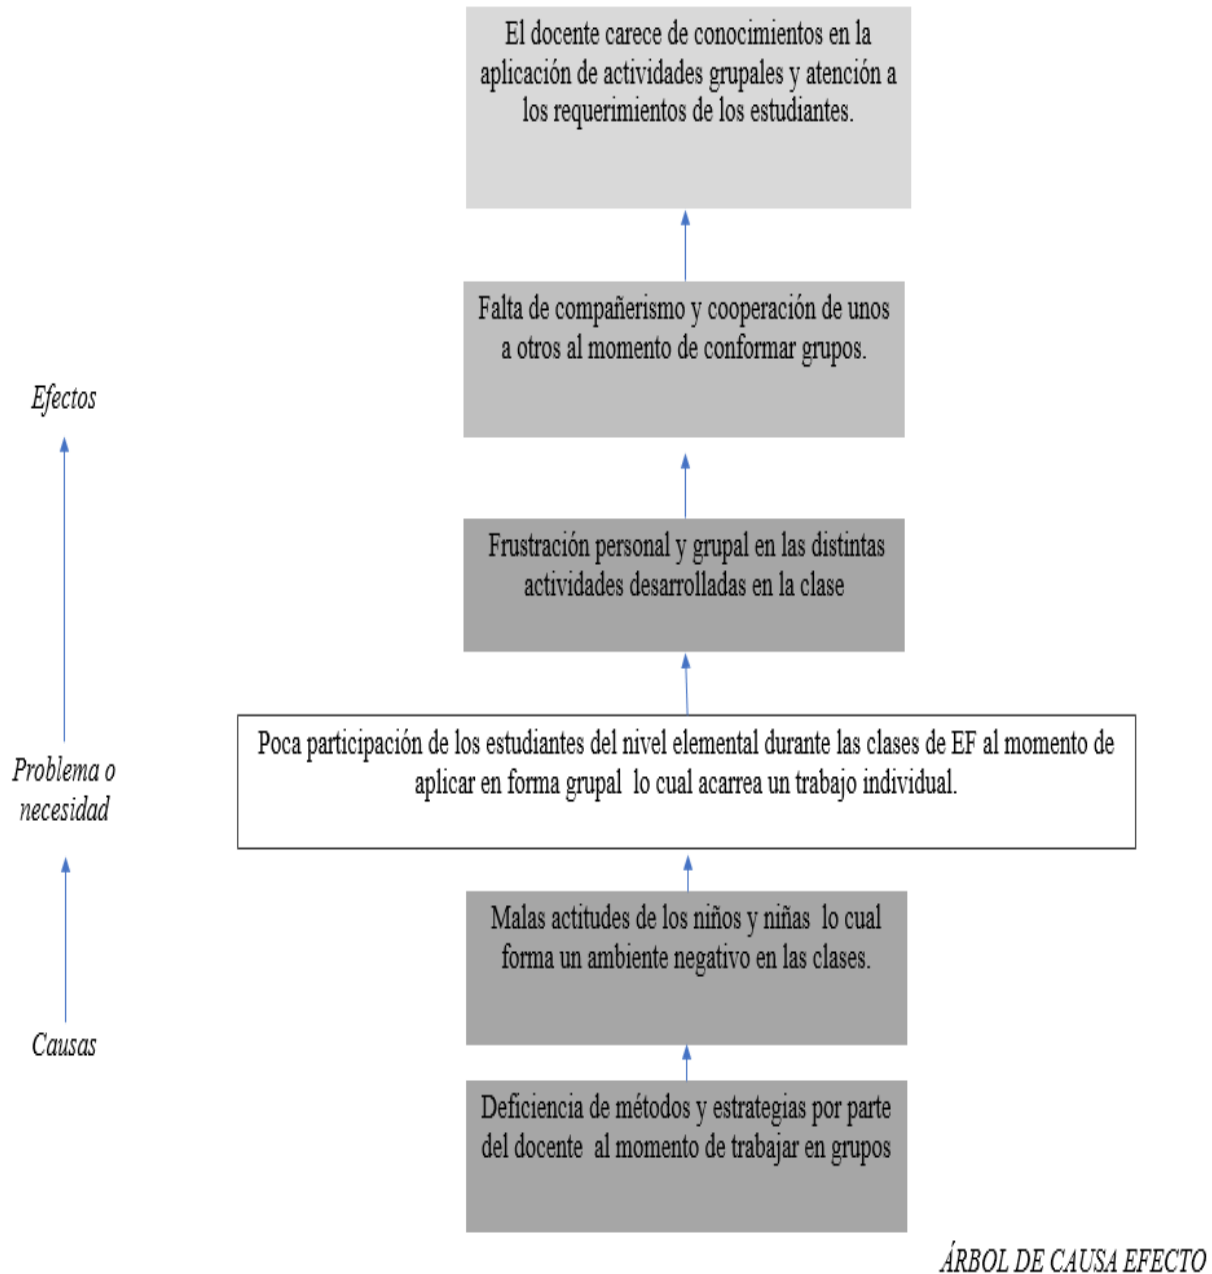 El docente carece de conocimientos en la
aplicación de actividades grupales y atención a
los requerimientos de los estudiantes.
Falta de compañerismo y cooperación de unos
a otros al momento de conformar grupos.
Efectos
Frustración personal y grupal en las distintas
actividades desarrolladas en la clase
Poca participación de los estudiantes del nivel elemental durante las clases de EF al momento de
aplicar en forma grupal lo cual acarrea un trabajo individual.
Problema o
necesidad
Malas actitudes de los niños y niñas lo cual
forma un ambiente negativo en las clases.
Causas
Deficiencia de métodos y estrategias por parte
del docente al momento de trabajar en grupos
ÁRBOL DE CAUSA EFECTO